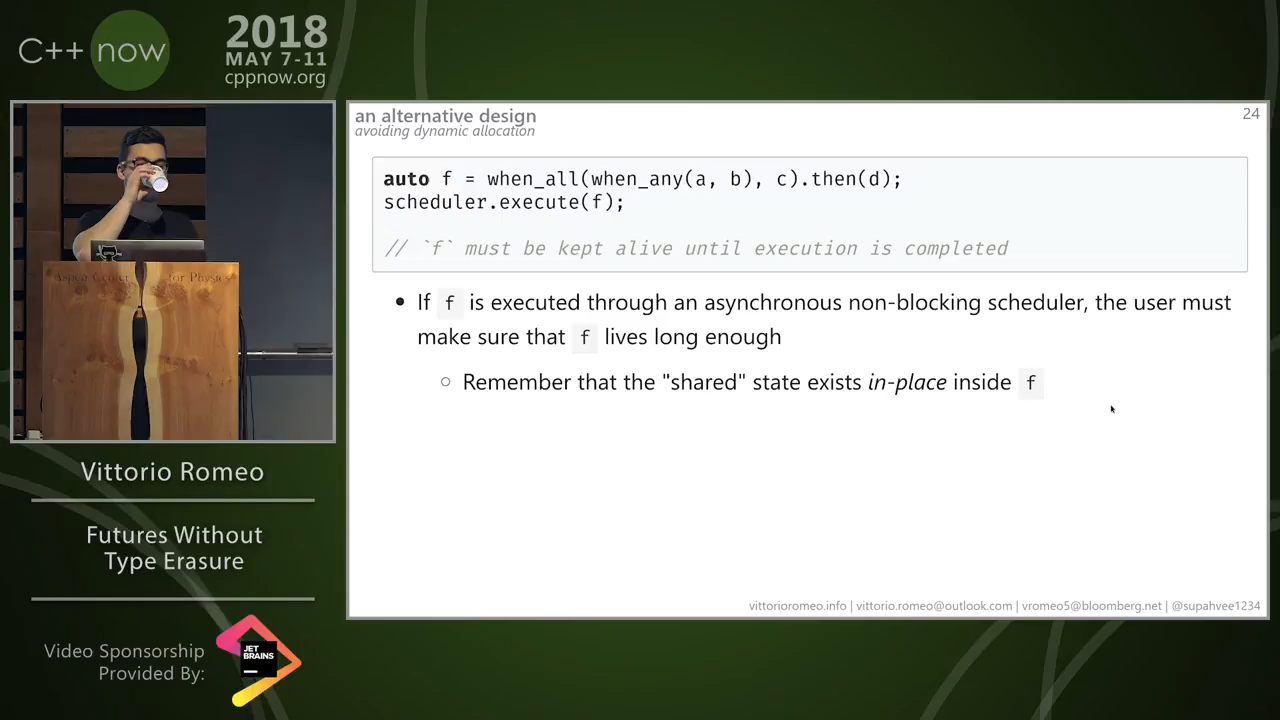 C++ now
2018
MAY 7-11
cppnow.org
an alternative design
24
avoiding dynamic allocation
auto f = when_all(when_any(a, b), c).then(d);
scheduler.execute(f);
// `f` must be kept alive until execution is completed
• If f is executed through an asynchronous non-blocking scheduler, the user must
make sure that f lives long enough
○ Remember that the "shared" state exists in-place inside f
vittorioromeo.info | vittorio.romeo@outlook.com | vromeo5@bloomberg.net | @supahvee1234
Aspen Center for Physics
Vittorio Romeo
Futures Without
Type Erasure
Video Sponsorship
Provided By:
JET
BRAINS